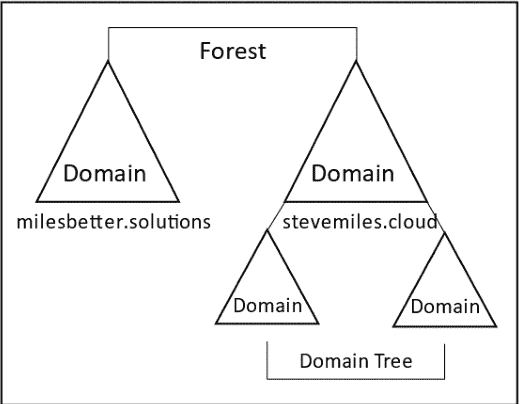 Forest
Domain
Domain
milesbetter.solutions
stevemiles.cloud
Domain
Domain
Domain Tree